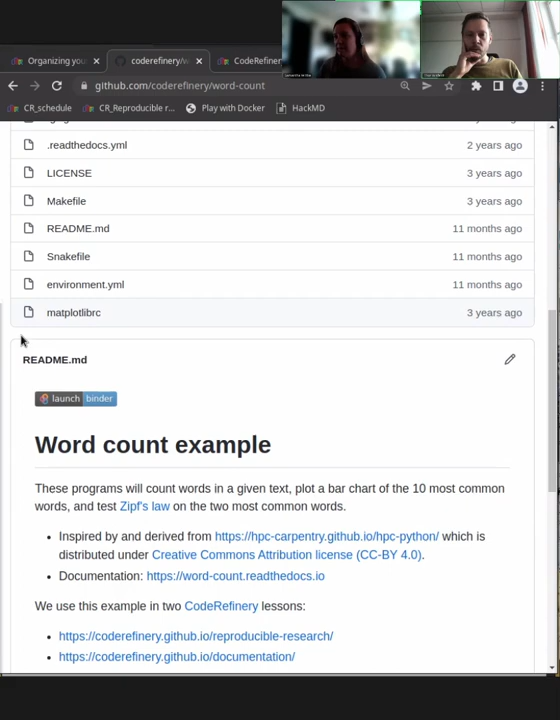 Organizing you
coderefinery/w
CodeRefiner
github.com/coderefinery/word-count
CR_schedule
CR_Reproducible r...
Play with Docker
HackMD
.readthedocs.yml 2 years ago
LICENSE 3 years ago
Makefile 3 years ago
README.md 11 months ago
Snakefile 11 months ago
environment.yml 11 months ago
matplotlibrc 3 years ago
README.md
launch binder
Word count example
These programs will count words in a given text, plot a bar chart of the 10 most common
words, and test Zipf's law on the two most common words.
Inspired by and derived from https://hpc-carpentry.github.io/hpc-python/ which is
distributed under Creative Commons Attribution license (CC-BY 4.0).
Documentation: https://word-count.readthedocs.io
We use this example in two CodeRefinery lessons:
https://coderefinery.github.io/reproducible-research/
https://coderefinery.github.io/documentation/